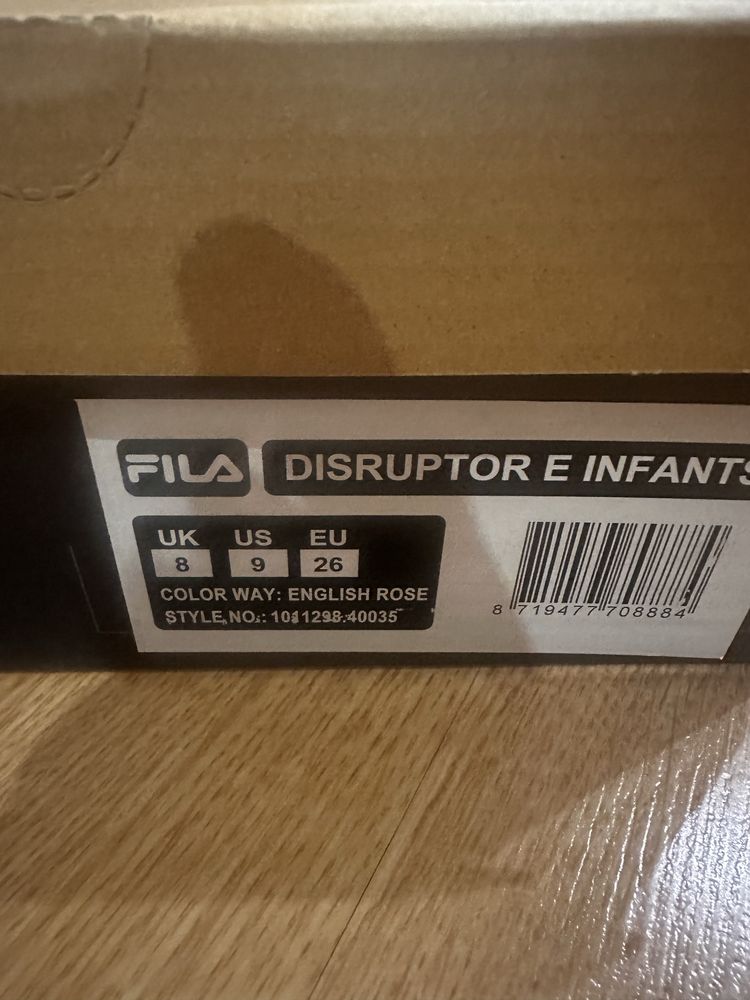 FILA DISRUPTOR E INFANTS
UK US EU
8 9 26
COLOR WAY: ENGLISH ROSE
STYLE NO.: 1011298.40035
8 719477 708884